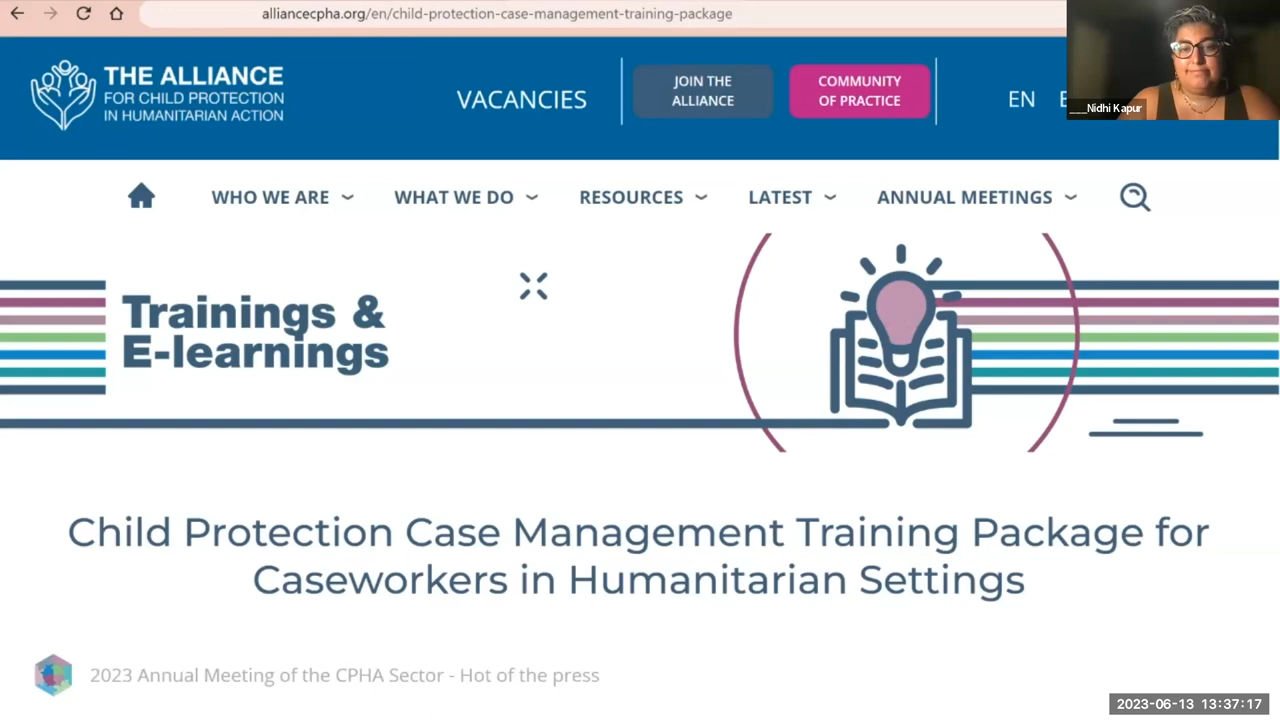 alliancecpha.org/en/child-protection-case-management-training-package
THE ALLIANCE
FOR CHILD PROTECTION
IN HUMANITARIAN ACTION
VACANCIES
JOIN THE
ALLIANCE
COMMUNITY
OF PRACTICE
EN
___Nidhi Kapur
WHO WE ARE
WHAT WE DO
RESOURCES
LATEST
ANNUAL MEETINGS
Trainings &
E-learnings
Child Protection Case Management Training Package for
Caseworkers in Humanitarian Settings
2023 Annual Meeting of the CPHA Sector - Hot of the press
2023-06-13 13:37:17